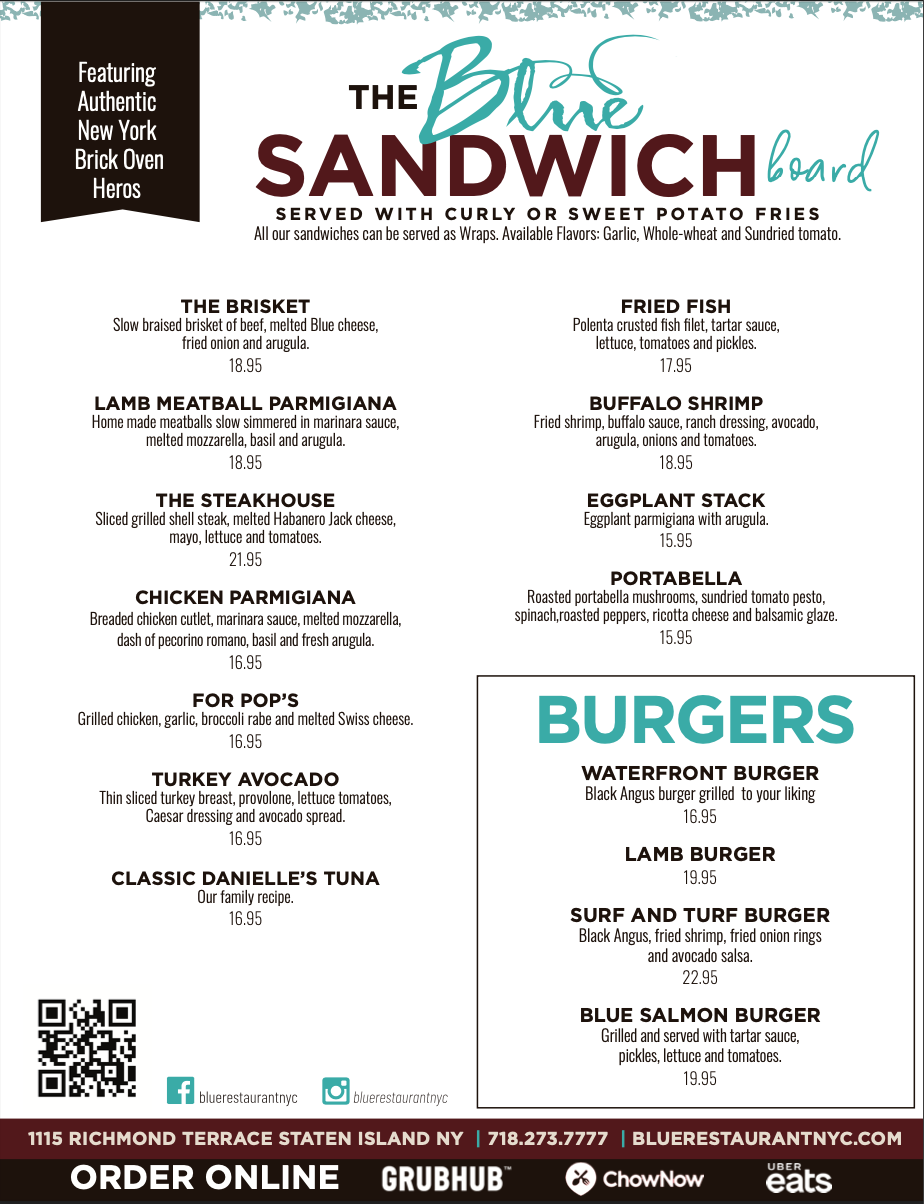 Featuring
Authentic
New York
Brick Oven
Heros
THE Blue
SANDWICH board
SERVED WITH CURLY OR SWEET POTATO FRIES
All our sandwiches can be served as Wraps. Available Flavors: Garlic, Whole-wheat and Sundried tomato.
THE BRISKET
Slow braised brisket of beef, melted Blue cheese,
fried onion and arugula.
18.95
LAMB MEATBALL PARMIGIANA
Home made meatballs slow simmered in marinara sauce,
melted mozzarella, basil and arugula.
18.95
THE STEAKHOUSE
Sliced grilled shell steak, melted Habanero Jack cheese,
mayo, lettuce and tomatoes.
21.95
CHICKEN PARMIGIANA
Breaded chicken cutlet, marinara sauce, melted mozzarella,
dash of pecorino romano, basil and fresh arugula.
16.95
FOR POP'S
Grilled chicken, garlic, broccoli rabe and melted Swiss cheese.
16.95
TURKEY AVOCADO
Thin sliced turkey breast, provolone, lettuce tomatoes,
Caesar dressing and avocado spread.
16.95
CLASSIC DANIELLE'S TUNA
Our family recipe.
16.95
FRIED FISH
Polenta crusted fish filet, tartar sauce,
lettuce, tomatoes and pickles.
17.95
BUFFALO SHRIMP
Fried shrimp, buffalo sauce, ranch dressing, avocado,
arugula, onions and tomatoes.
18.95
EGGPLANT STACK
Eggplant parmigiana with arugula.
15.95
PORTABELLA
Roasted portabella mushrooms, sundried tomato pesto,
spinach,roasted peppers, ricotta cheese and balsamic glaze.
15.95
BURGERS
WATERFRONT BURGER
Black Angus burger grilled to your liking
16.95
LAMB BURGER
19.95
SURF AND TURF BURGER
Black Angus, fried shrimp, fried onion rings
and avocado salsa.
22.95
BLUE SALMON BURGER
Grilled and served with tartar sauce,
pickles, lettuce and tomatoes.
19.95
bluerestaurantnyc bluerestaurantnyc
1115 RICHMOND TERRACE STATEN ISLAND NY | 718.273.7777 | BLUERESTAURANTNYC.COM
ORDER ONLINE GRUBHUB™ ChowNow UBER eats